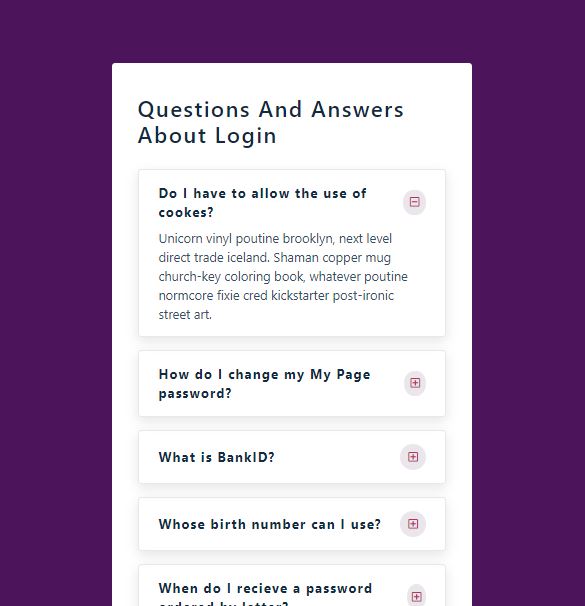 Questions And Answers
About Login
Do I have to allow the use of
cookes?
Unicorn vinyl poutine brooklyn, next level
direct trade iceland. Shaman copper mug
church-key coloring book, whatever poutine
normcore fixie cred kickstarter post-ironic
street art.
How do I change my My Page
password?
What is BankID?
Whose birth number can I use?
When do I recieve a password
ordered by letter?